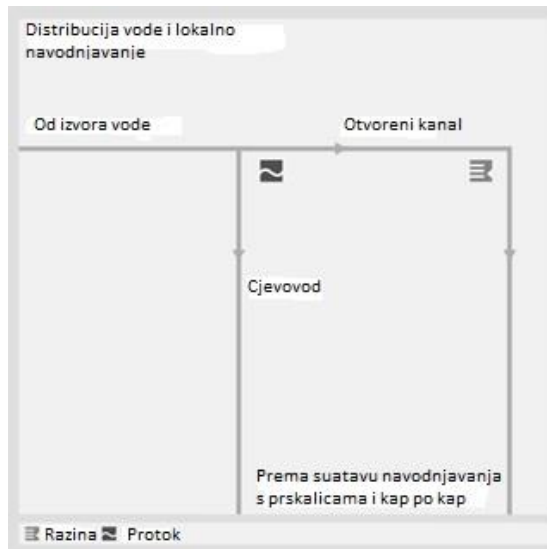 Distribucija vode i lokalno
navodnjavanje
Od izvora vode
Otvoreni kanal
Cjevovod
Prema suatavu navodnjavanja
s prskalicama i kap po kap
Razina Protok